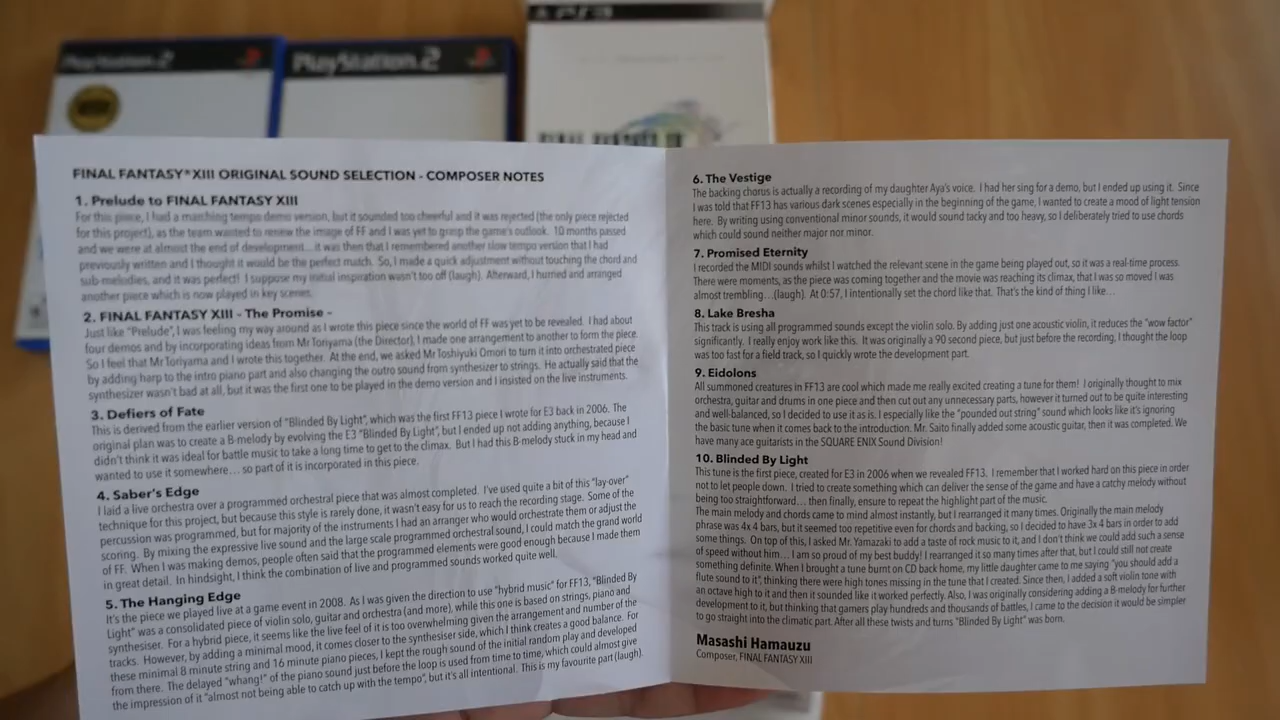 PS3
PlayStation 2
PlayStation 2
FINAL FANTASY XIII
FINAL FANTASY® XIII ORIGINAL SOUND SELECTION - COMPOSER NOTES
1. Prelude to FINAL FANTASY XIII
For this piece, I had a marching tempo demo version, but it sounded too cheerful and it was rejected (the only piece rejected
for this project), as the team wanted to renew the image of FF and I was yet to grasp the game's outlook. 10 months passed
and we were at almost the end of development...it was then that I remembered another slow tempo version that I had
previously written and I thought it would be the perfect match. So, I made a quick adjustment without touching the chord and
sub-melodies, and it was perfect! I suppose my initial inspiration wasn't too off (laugh). Afterward, I hurried and arranged
another piece which is now played in key scenes.
2. FINAL FANTASY XIII - The Promise -
Just like "Prelude", I was feeling my way around as I wrote this piece since the world of FF was yet to be revealed. I had about
four demos and by incorporating ideas from Mr Toriyama (the Director), I made one arrangement to another to form the piece.
So I feel that Mr Toriyama and I wrote this together. At the end, we asked Mr Toshiyuki Omori to turn it into orchestrated piece
by adding harp to the intro piano part and also changing the outro sound from synthesizer to strings. He actually said that the
synthesizer wasn't bad at all, but it was the first one to be played in the demo version and I insisted on the live instruments.
3. Defiers of Fate
This is derived from the earlier version of "Blinded By Light", which was the first FF13 piece I wrote for E3 back in 2006. The
original plan was to create a B-melody by evolving the E3 "Blinded By Light", but I ended up not adding anything, because I
didn't think it was ideal for battle music to take a long time to get to the climax. But I had this B-melody stuck in my head and
wanted to use it somewhere... so part of it is incorporated in this piece.
4. Saber's Edge
I laid a live orchestra over a programmed orchestral piece that was almost completed. I've used quite a bit of this "lay-over"
technique for this project, but because this style is rarely done, it wasn't easy for us to reach the recording stage. Some of the
percussion was programmed, but for majority of the instruments I had an arranger who would orchestrate them or adjust the
scoring. By mixing the expressive live sound and the large scale programmed orchestral sound, I could match the grand world
of FF. When I was making demos, people often said that the programmed elements were good enough because I made them
in great detail. In hindsight, I think the combination of live and programmed sounds worked quite well.
5. The Hanging Edge
It's the piece we played live at a game event in 2008. As I was given the direction to use "hybrid music" for FF13, "Blinded By
Light" was a consolidated piece of violin solo, guitar and orchestra (and more), while this one is based on strings, piano and
synthesiser. For a hybrid piece, it seems like the live feel of it is too overwhelming given the arrangement and number of the
tracks. However, by adding a minimal mood, it comes closer to the synthesiser side, which I think creates a good balance. For
these minimal 8 minute string and 16 minute piano pieces, I kept the rough sound of the initial random play and developed
from there. The delayed "whang!" of the piano sound just before the loop is used from time to time, which could almost give
the impression of it "almost not being able to catch up with the tempo", but it's all intentional. This is my favourite part (laugh).
6. The Vestige
The backing chorus is actually a recording of my daughter Aya's voice. I had her sing for a demo, but I ended up using it. Since
I was told that FF13 has various dark scenes especially in the beginning of the game, I wanted to create a mood of light tension
here. By writing using conventional minor sounds, it would sound tacky and too heavy, so I deliberately tried to use chords
which could sound neither major nor minor.
7. Promised Eternity
I recorded the MIDI sounds whilst I watched the relevant scene in the game being played out, so it was a real-time process.
There were moments, as the piece was coming together and the movie was reaching its climax, that I was so moved I was
almost trembling...(laugh). At 0:57, I intentionally set the chord like that. That's the kind of thing I like...
8. Lake Bresha
This track is using all programmed sounds except the violin solo. By adding just one acoustic violin, it reduces the "wow factor"
significantly. I really enjoy work like this. It was originally a 90 second piece, but just before the recording, I thought the loop
was too fast for a field track, so I quickly wrote the development part.
9. Eidolons
All summoned creatures in FF13 are cool which made me really excited creating a tune for them! I originally thought to mix
orchestra, guitar and drums in one piece and then cut out any unnecessary parts, however it turned out to be quite interesting
and well-balanced, so I decided to use it as is. I especially like the "pounded out string" sound which looks like it's ignoring
the basic tune when it comes back to the introduction. Mr. Saito finally added some acoustic guitar, then it was completed. We
have many ace guitarists in the SQUARE ENIX Sound Division!
10. Blinded By Light
This tune is the first piece, created for E3 in 2006 when we revealed FF13. I remember that I worked hard on this piece in order
not to let people down. I tried to create something which can deliver the sense of the game and have a catchy melody without
being too straightforward... then finally, ensure to repeat the highlight part of the music.
The main melody and chords came to mind almost instantly, but I rearranged it many times. Originally the main melody
phrase was 4x 4 bars, but it seemed too repetitive even for chords and backing, so I decided to have 3x 4 bars in order to add
some things. On top of this, I asked Mr. Yamazaki to add a taste of rock music to it, and I don't think we could add such a sense
of speed without him... I am so proud of my best buddy! I rearranged it so many times after that, but I could still not create
something definite. When I brought a tune burnt on CD back home, my little daughter came to me saying "you should add a
flute sound to it", thinking there were high tones missing in the tune that I created. Since then, I added a soft violin tone with
an octave high to it and then it sounded like it worked perfectly. Also, I was originally considering adding a B-melody for further
development to it, but thinking that gamers play hundreds and thousands of battles, I came to the decision it would be simpler
to go straight into the climatic part. After all these twists and turns "Blinded By Light" was born.
Masashi Hamauzu
Composer, FINAL FANTASY XIII